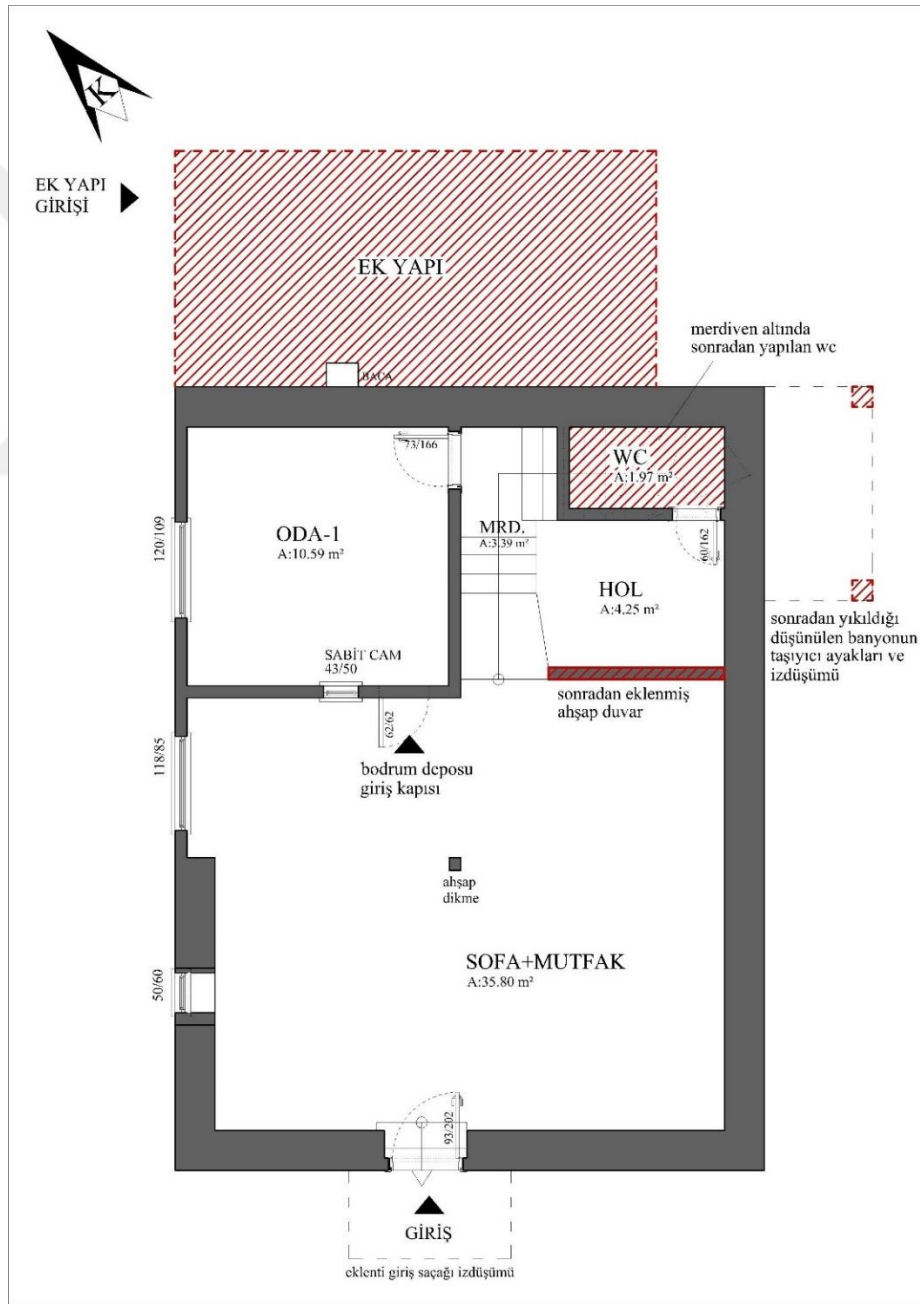 K
EK YAPI
GİRİŞİ
EK YAPI
merdiven altında
sonradan yapılan wc
BACA
73/166
WC
A:1.97 m²
120/109
ODA-1
A:10.59 m²
MRD.
A:3.39 m²
60/162
HOL
A:4.25 m²
sonradan yıkıldığı
düşünülen banyonun
taşıyıcı ayakları ve
izdüşümü
SABİT CAM
43/50
sonradan eklenmiş
ahşap duvar
62/62
118/85
bodrum deposu
giriş kapısı
ahşap
dikme
SOFA+MUTFAK
A:35.80 m²
50/60
93/202
GİRİŞ
eklenti giriş saçağı izdüşümü